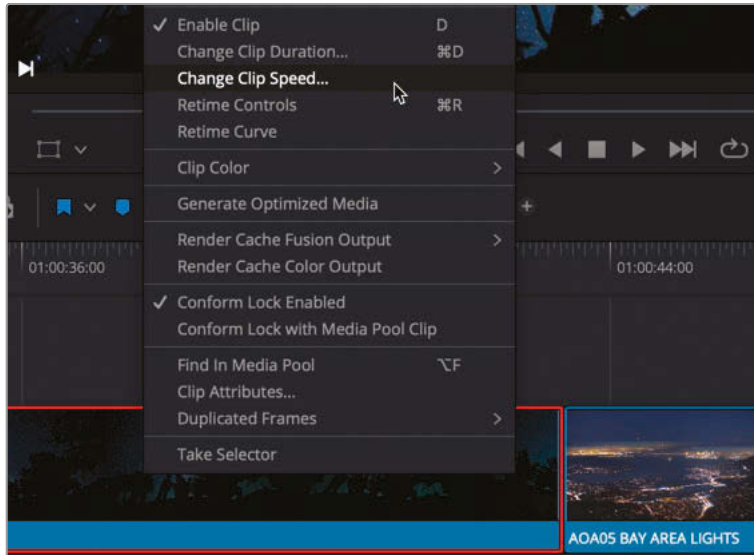 Enable Clip D
Change Clip Duration... ⌘D
Change Clip Speed...
Retime Controls ⌘R
Retime Curve
Clip Color
Generate Optimized Media
Render Cache Fusion Output
Render Cache Color Output
Conform Lock Enabled
Conform Lock with Media Pool Clip
Find In Media Pool ⌥F
Clip Attributes...
Duplicated Frames
Take Selector
01:00:36:00
01:00:44:00
AOA05 BAY AREA LIGHTS